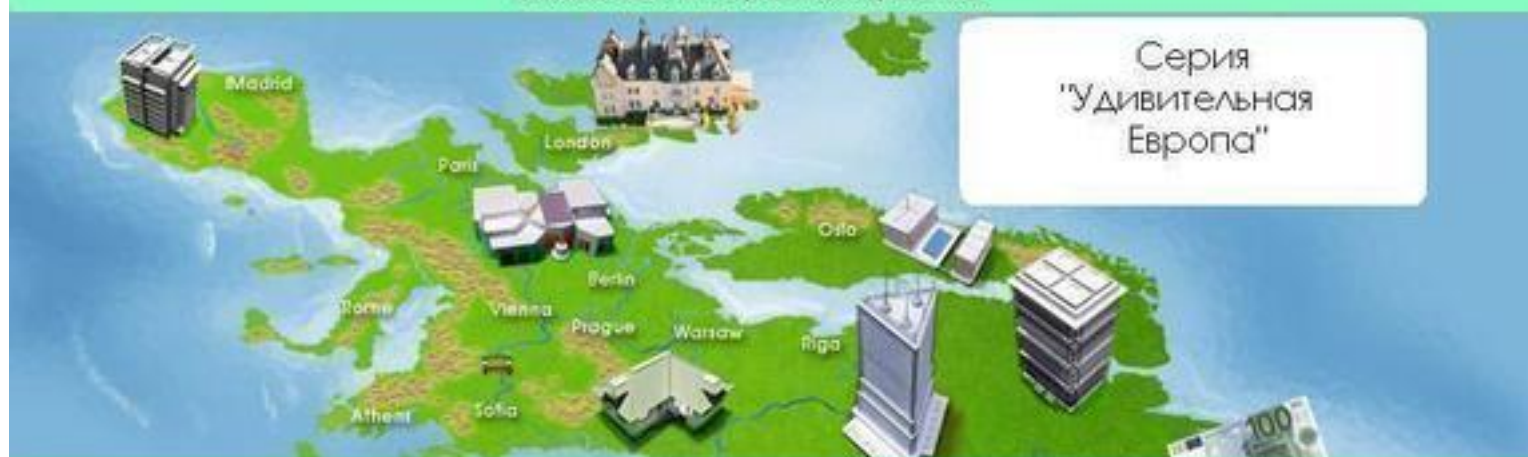 Серия
"Удивительная
Европа"
Madrid
London
Paris
Oslo
Berlin
Rome
Vienna
Prague
Warsaw
Riga
Athens
Sofia
100